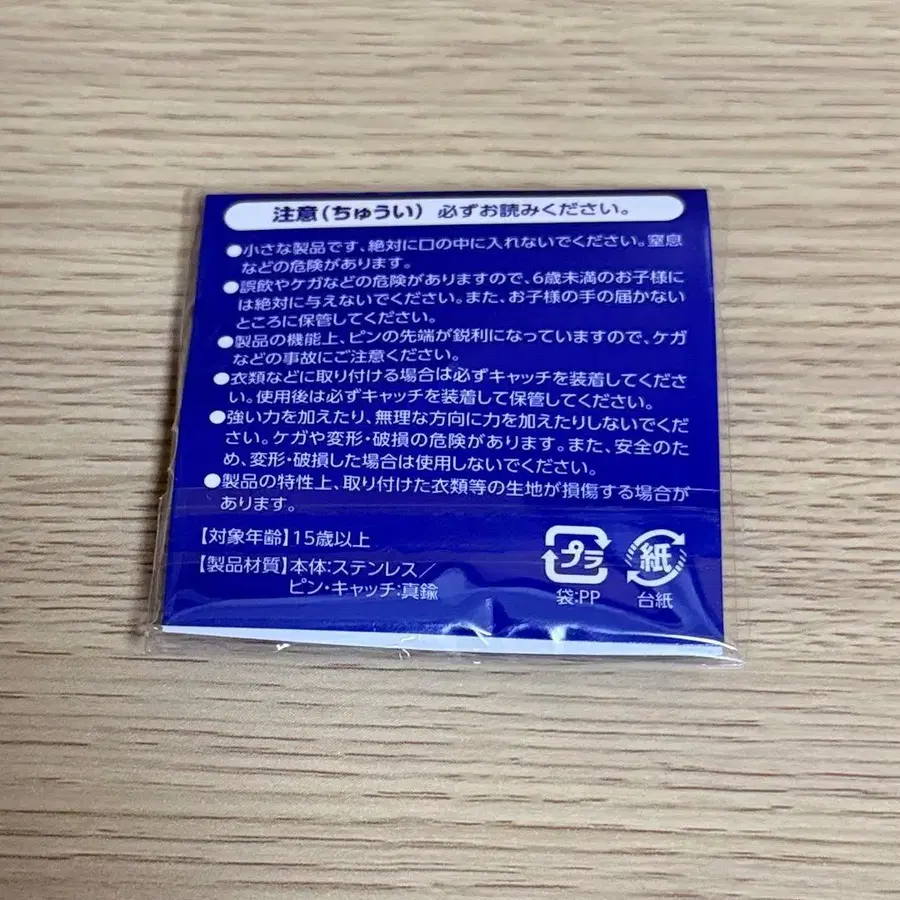 注意(ちゅうい) 必ずお読みください。
●小さな製品です、絶対に口の中に入れないでください。窒息
などの危険があります。
●誤飲やケガなどの危険がありますので、6歳未満のお子様に
は絶対に与えないでください。また、お子様の手の届かない
ところに保管してください。
●製品の機能上、ピンの先端が鋭利になっていますので、ケガ
などの事故にご注意ください。
●衣類などに取り付ける場合は必ずキャッチを装着してくださ
い。使用後は必ずキャッチを装着して保管してください。
●強い力を加えたり、無理な方向に力を加えたりしないでくだ
さい。ケガや変形・破損の危険があります。また、安全のた
め、変形・破損した場合は使用しないでください。
●製品の特性上、取り付けた衣類等の生地が損傷する場合が
あります。
【対象年齢】15歳以上
【製品材質】本体:ステンレス/
ピン・キャッチ:真鍮
プラ
袋:PP
紙
台紙